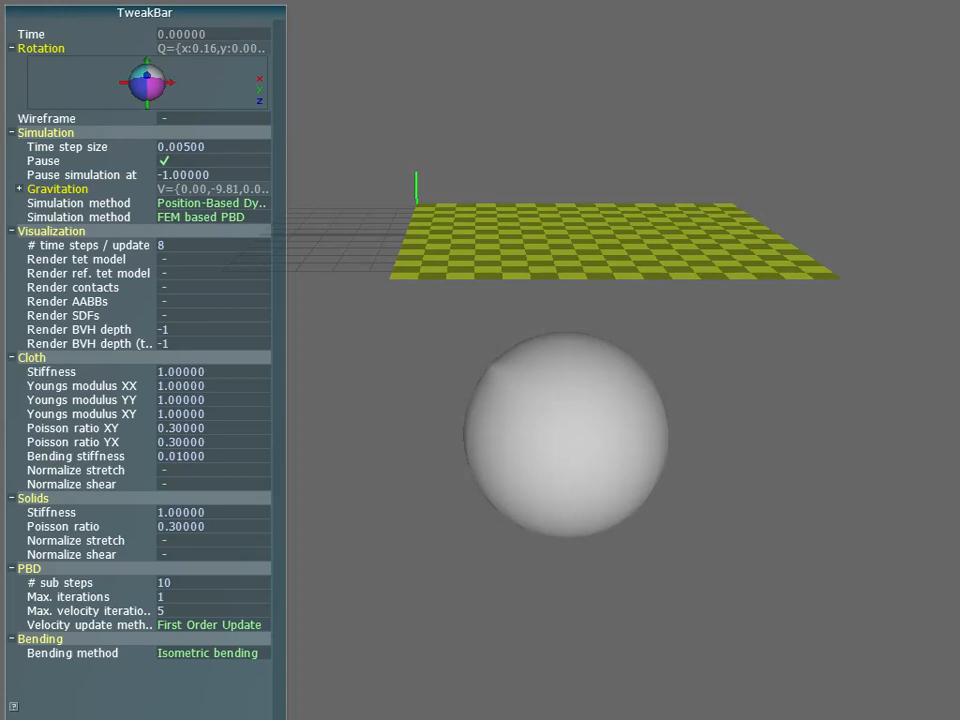 TweakBar
Time 0.00000
Rotation Q={x:0.16,y:0.00..
x
y
z
Wireframe -
Simulation
Time step size 0.00500
Pause ✓
Pause simulation at -1.00000
Gravitation V={0.00,-9.81,0.0..
Simulation method Position-Based Dy..
Simulation method FEM based PBD
Visualization
# time steps / update 8
Render tet model -
Render ref. tet model -
Render contacts -
Render AABBs -
Render SDFs -
Render BVH depth -1
Render BVH depth (t.. -1
Cloth
Stiffness 1.00000
Youngs modulus XX 1.00000
Youngs modulus YY 1.00000
Youngs modulus XY 1.00000
Poisson ratio XY 0.30000
Poisson ratio YX 0.30000
Bending stiffness 0.01000
Normalize stretch -
Normalize shear -
Solids
Stiffness 1.00000
Poisson ratio 0.30000
Normalize stretch -
Normalize shear -
PBD
# sub steps 10
Max. iterations 1
Max. velocity iteratio.. 5
Velocity update meth.. First Order Update
Bending
Bending method Isometric bending
?